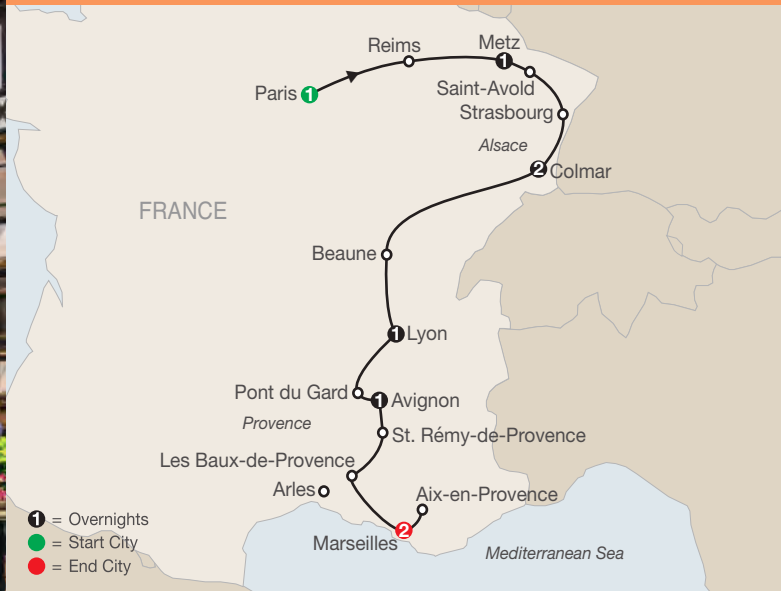 Reims
Metz
1
Paris 1
Saint-Avold
Strasbourg
Alsace
2 Colmar
FRANCE
Beaune
1 Lyon
Pont du Gard
1 Avignon
Provence
St. Rémy-de-Provence
Les Baux-de-Provence
Arles
Aix-en-Provence
2
Marseilles
Mediterranean Sea
1 = Overnights
= Start City
= End City